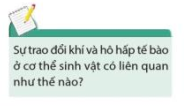 Sự trao đổi khí và hô hấp tế bào
ở cơ thể sinh vật có liên quan
như thế nào?